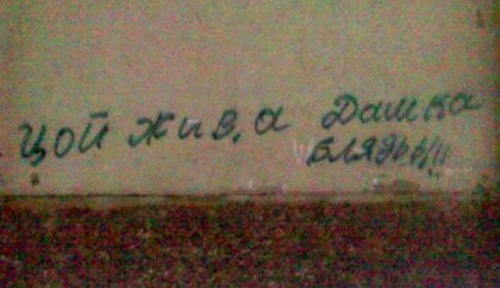 Цой жив, а Дашка
блядь!!!